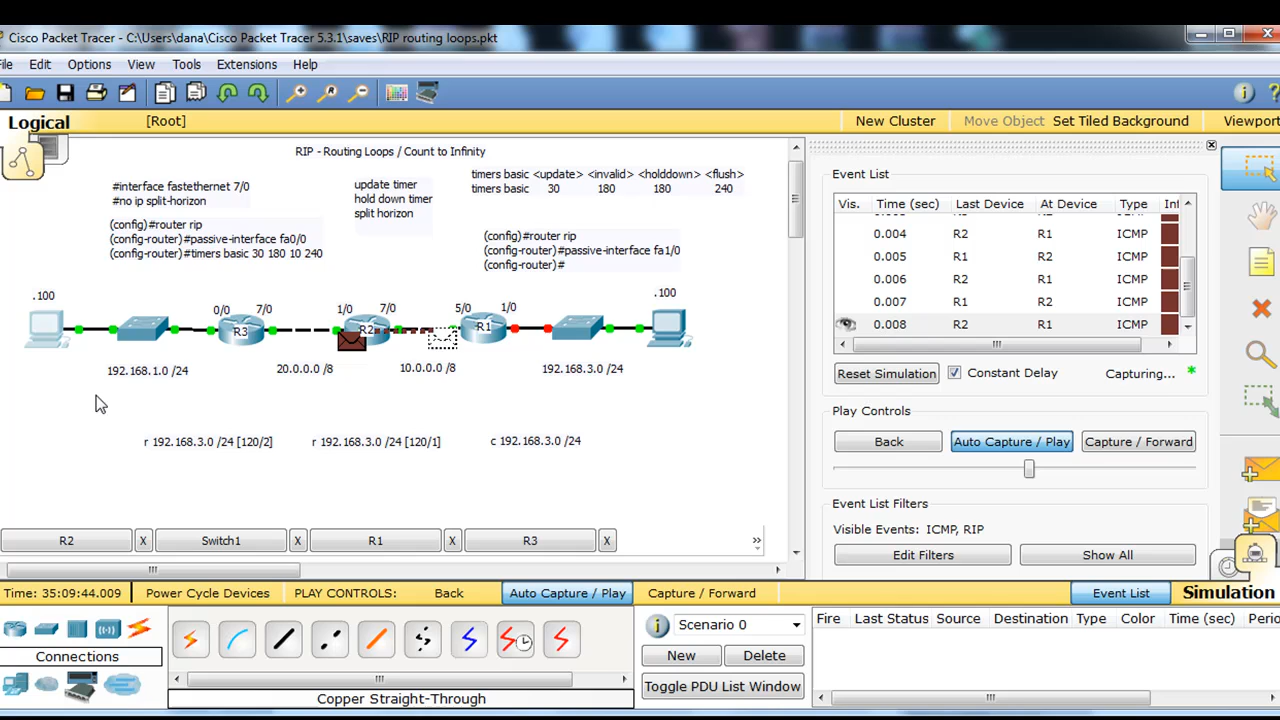 Cisco Packet Tracer - C:\Users\dana\Cisco Packet Tracer 5.3.1\saves\RIP routing loops.pkt
File Edit Options View Tools Extensions Help
Logical [Root] New Cluster Move Object Set Tiled Background Viewport
RIP - Routing Loops / Count to Infinity
#interface fastethernet 7/0
#no ip split-horizon
(config)#router rip
(config-router)#passive-interface fa0/0
(config-router)#timers basic 30 180 10 240
update timer
hold down timer
split horizon
timers basic <update> <invalid> <holddown> <flush>
timers basic 30 180 180 240
(config)#router rip
(config-router)#passive-interface fa1/0
(config-router)#
.100 0/0 7/0 1/0 7/0 5/0 1/0 .100
R3 R2 R1
192.168.1.0 /24 20.0.0.0 /8 10.0.0.0 /8 192.168.3.0 /24
r 192.168.3.0 /24 [120/2] r 192.168.3.0 /24 [120/1] c 192.168.3.0 /24
R2 X Switch1 X R1 X R3 X »
Event List
Vis. Time (sec) Last Device At Device Type Inf
0.004 R2 R1 ICMP
0.005 R1 R2 ICMP
0.006 R2 R1 ICMP
0.007 R1 R2 ICMP
0.008 R2 R1 ICMP
Reset Simulation Constant Delay Capturing... *
Play Controls
Back Auto Capture / Play Capture / Forward
Event List Filters
Visible Events: ICMP, RIP
Edit Filters Show All
Time: 35:09:44.009 Power Cycle Devices PLAY CONTROLS: Back Auto Capture / Play Capture / Forward Event List Simulation
Connections
Copper Straight-Through
Scenario 0
New Delete
Toggle PDU List Window
Fire Last Status Source Destination Type Color Time (sec) Perio